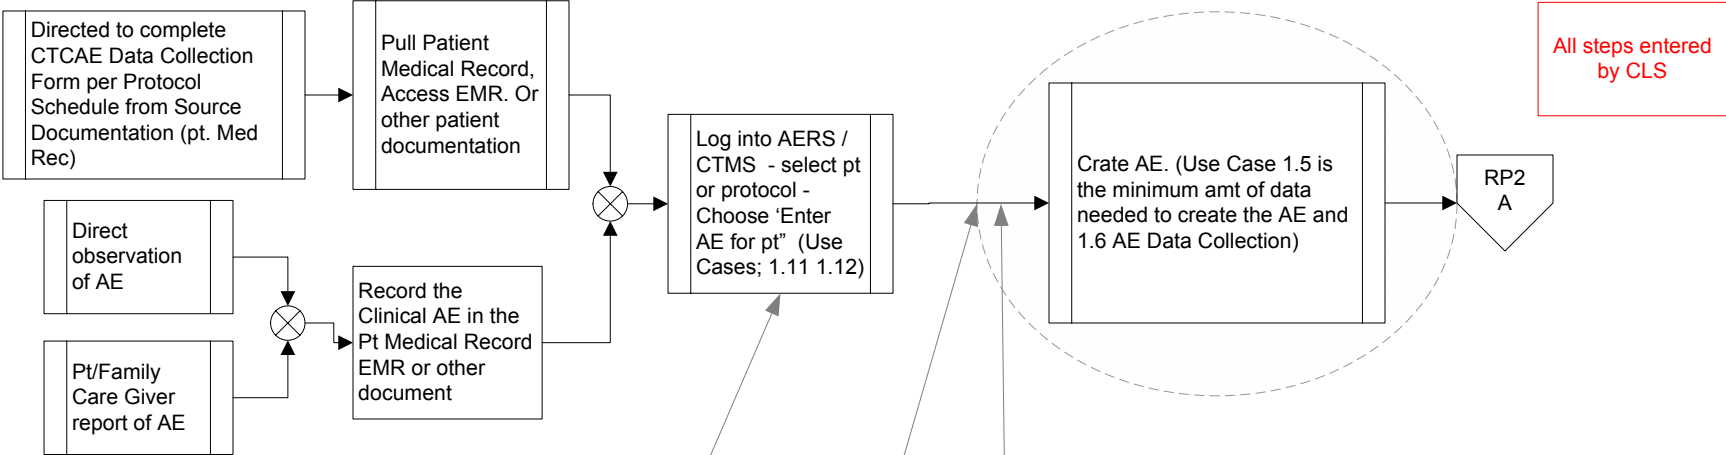 Directed to complete
CTCAE Data Collection
Form per Protocol
Schedule from Source
Documentation (pt. Med
Rec)
Pull Patient
Medical Record,
Access EMR. Or
other patient
documentation
Direct
observation
of AE
Pt/Family
Care Giver
report of AE
Record the
Clinical AE in the
Pt Medical Record
EMR or other
document
Log into AERS /
CTMS  - select pt
or protocol -
Choose ‘Enter
AE for pt”  (Use
Cases; 1.11 1.12)
Crate AE. (Use Case 1.5 is
the minimum amt of data
needed to create the AE and
1.6 AE Data Collection)
RP2
A
All steps entered
by CLS